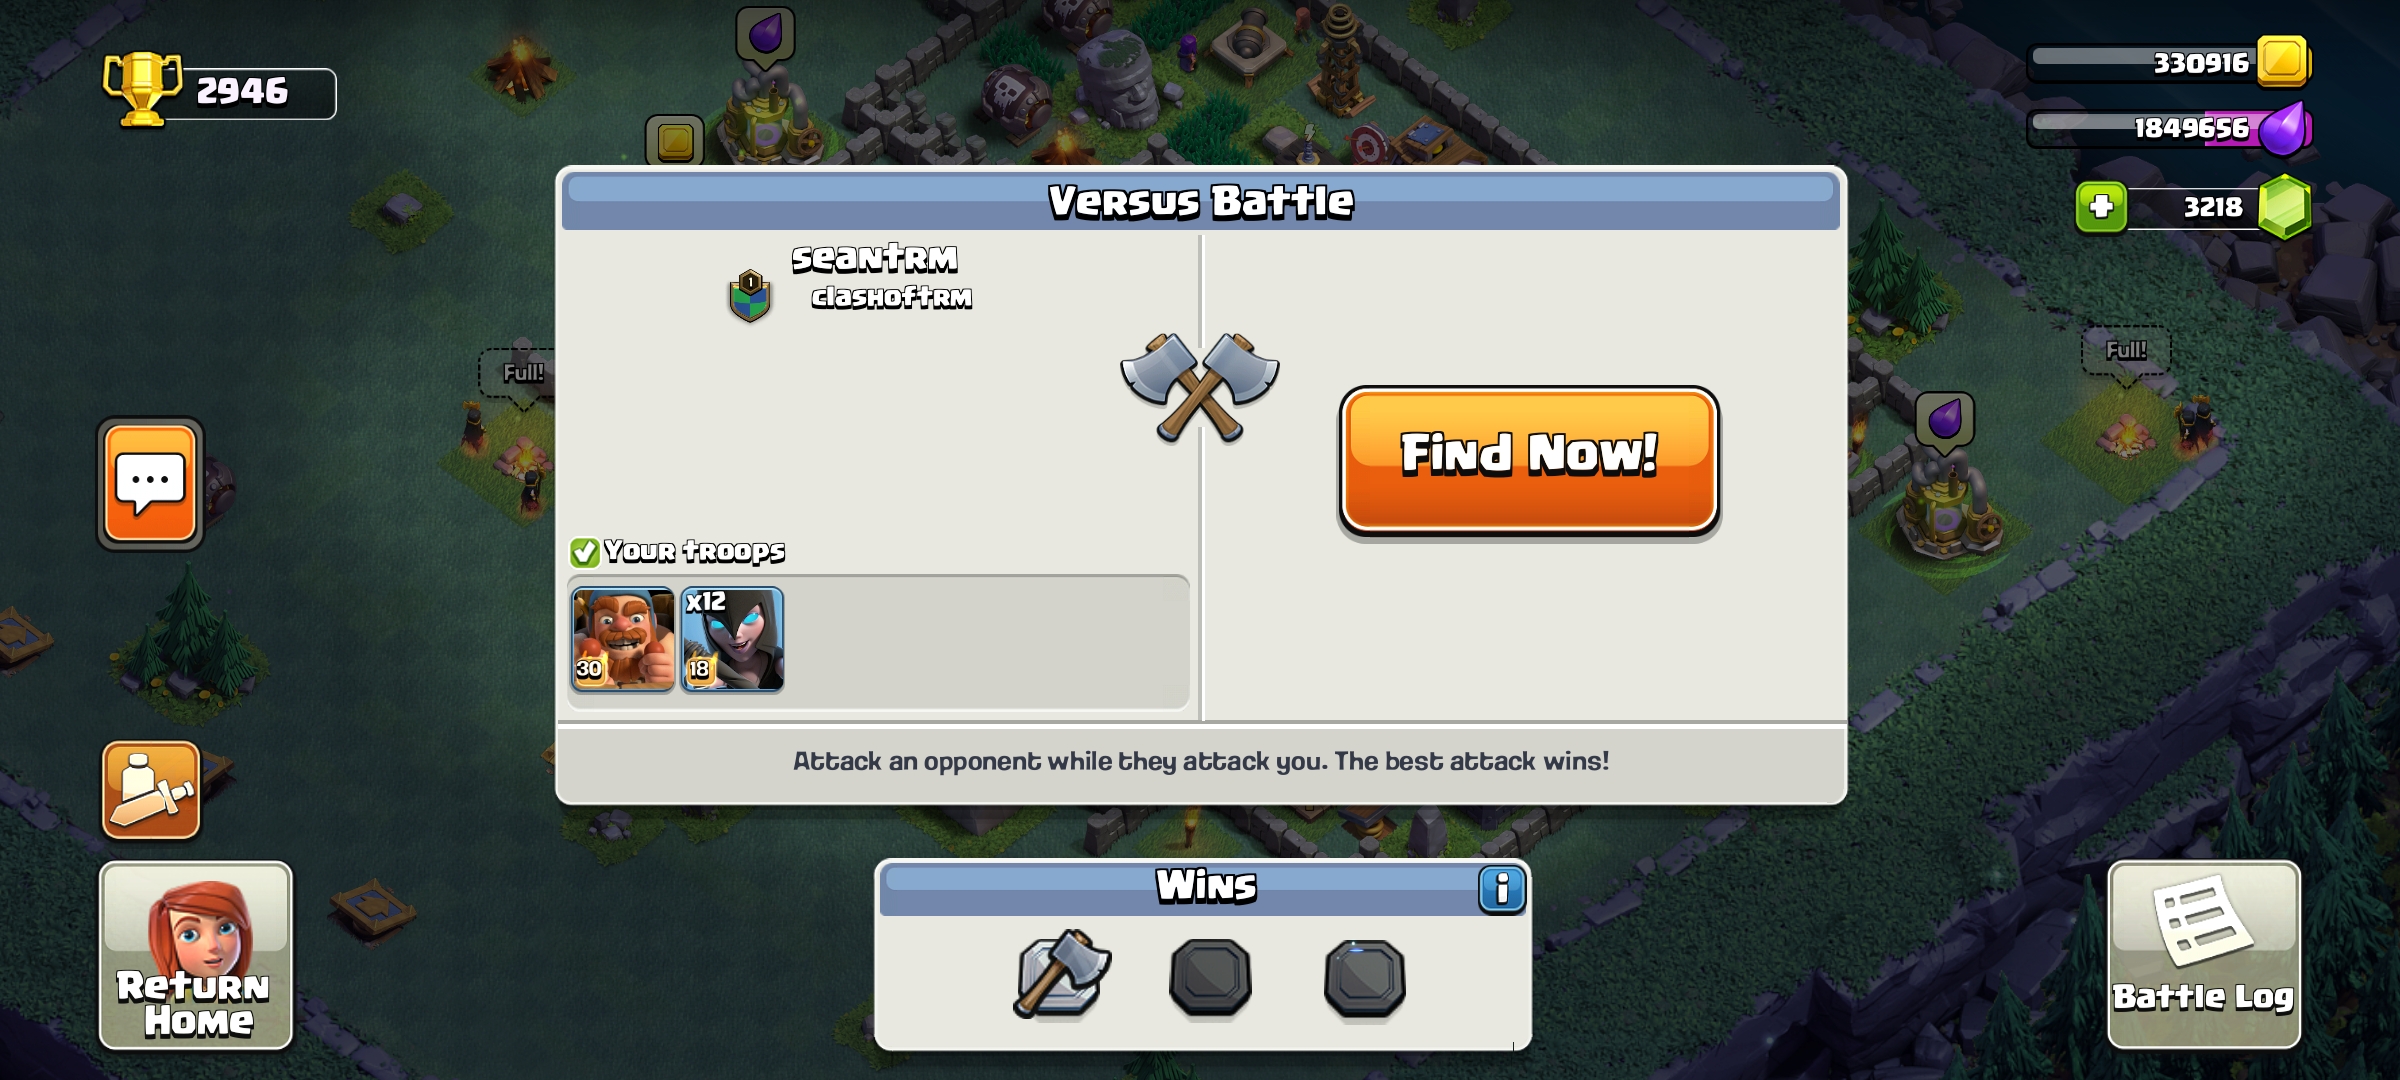 2946
330916
1849656
3218
Versus Battle
seantrm
1
clashoftrm
Full!
Full!
Find Now!
Your troops
30
x12
18
Attack an opponent while they attack you. The best attack wins!
Wins
i
Return
Home
Battle Log